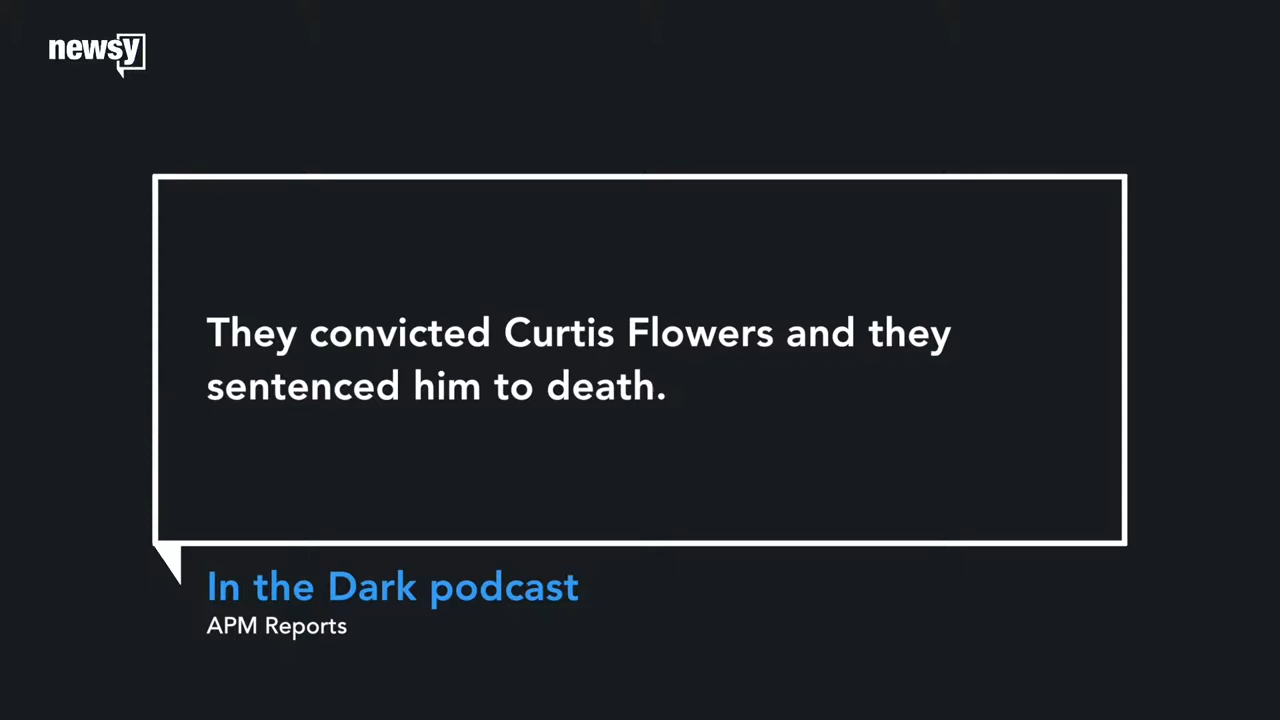 newsy
They convicted Curtis Flowers and they
sentenced him to death.
In the Dark podcast
APM Reports